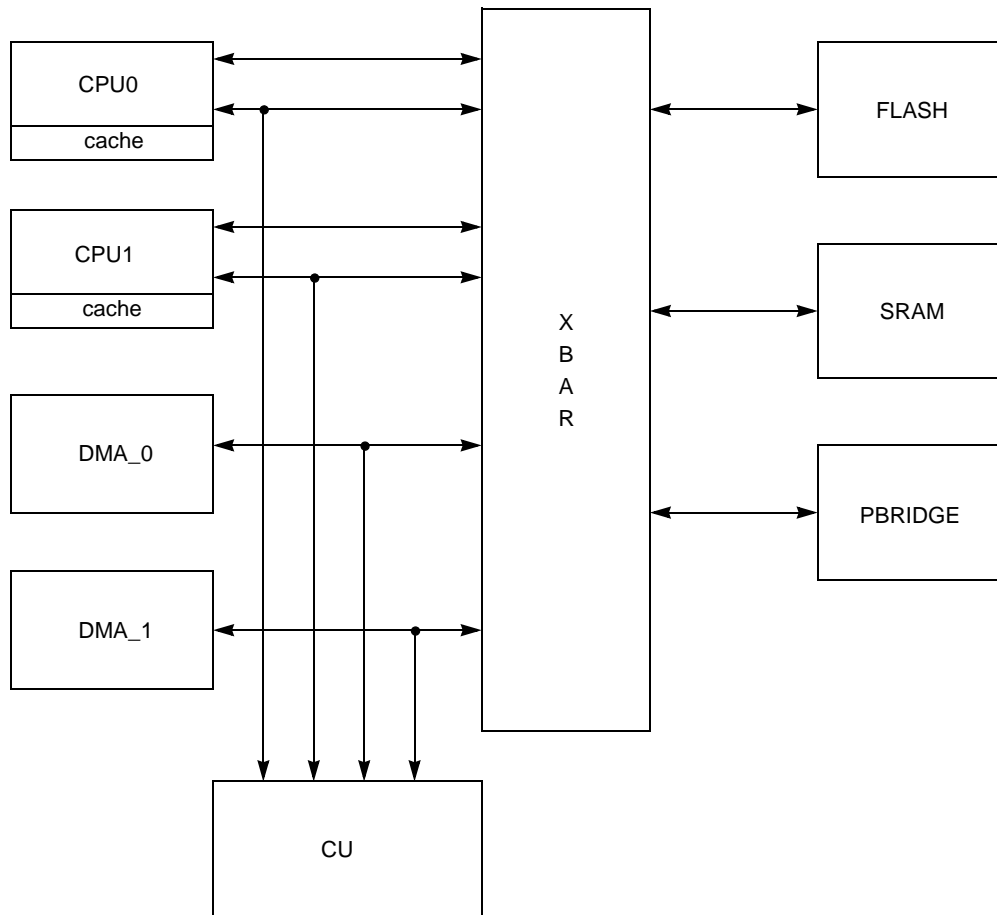 CPU0
cache
CPU1
cache
DMA_0
DMA_1
X
B
A
R
FLASH
SRAM
PBRIDGE
CU